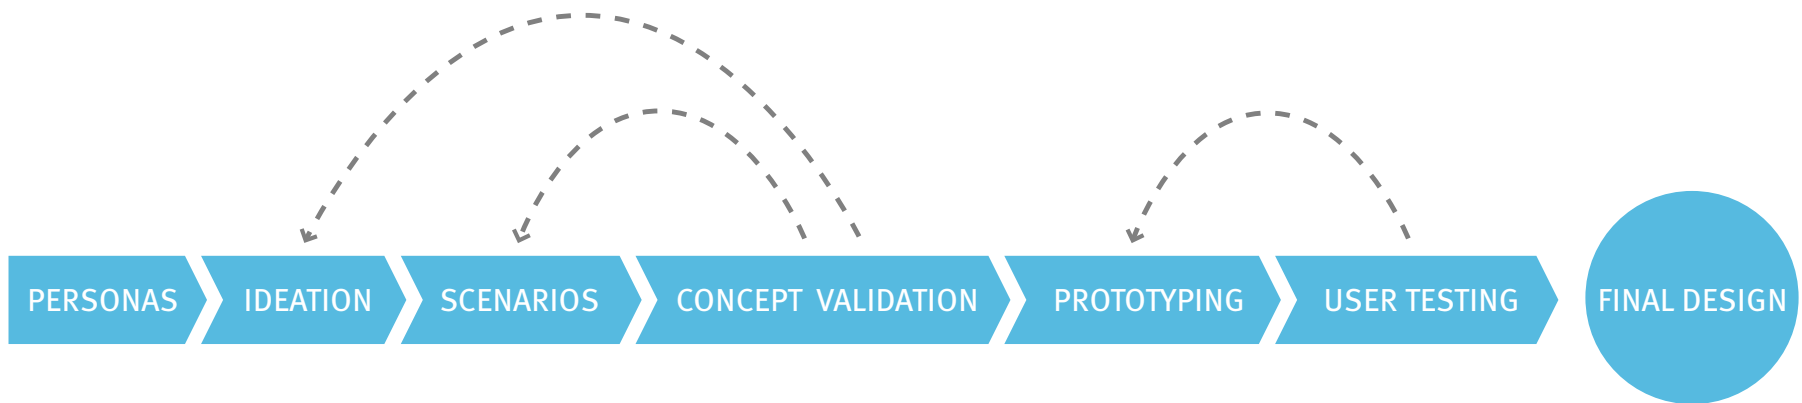 PERSONAS
IDEATION
SCENARIOS
CONCEPT VALIDATION
PROTOTYPING
USER TESTING
FINAL DESIGN